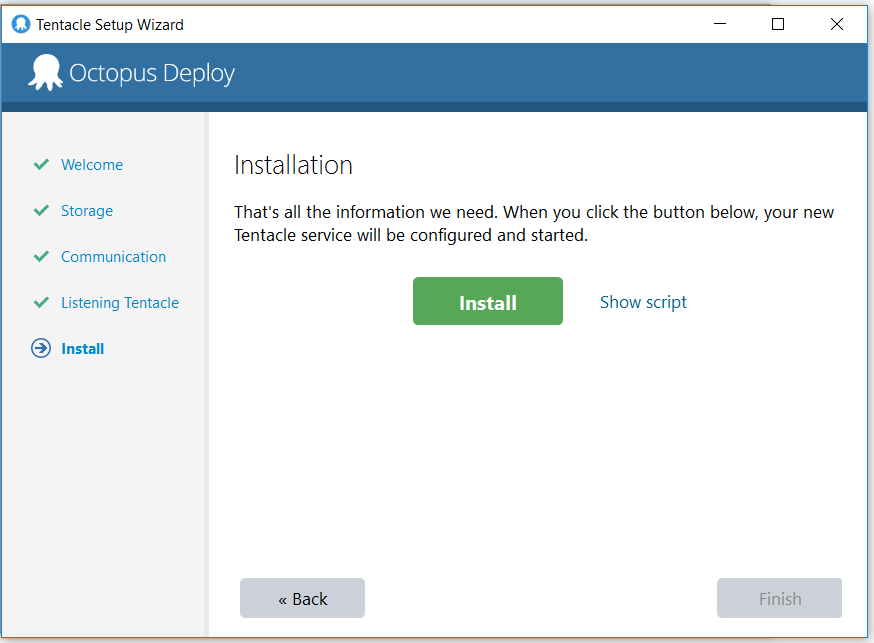 Tentacle Setup Wizard
Octopus Deploy
Welcome
Storage
Communication
Listening Tentacle
Install
Installation
That's all the information we need. When you click the button below, your new
Tentacle service will be configured and started.
Install
Show script
« Back
Finish